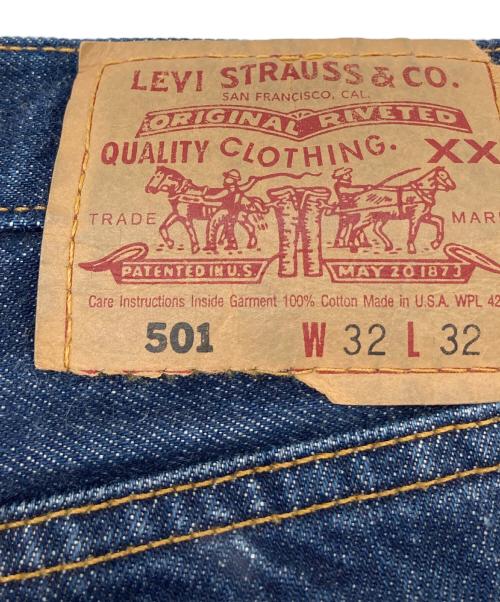 LEVI STRAUSS & CO.
SAN FRANCISCO, CAL.
ORIGINAL RIVETED
QUALITY CLOTHING. XX
TRADE MAR
PATENTED IN U.S. MAY 20 1873
Care Instructions Inside Garment 100% Cotton Made in U.S.A. WPL 42
501 W 32 L 32